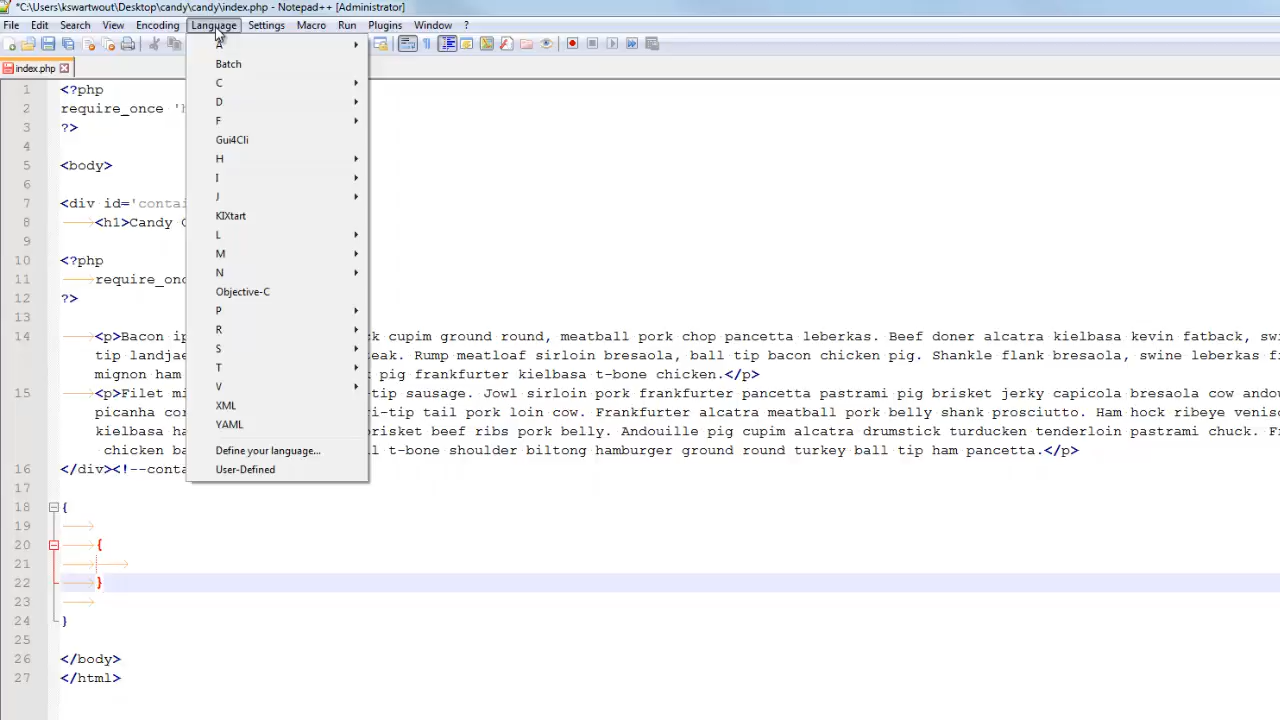 *C:\Users\kswartwout\Desktop\candy\candy\index.php - Notepad++ [Administrator]
File Edit Search View Encoding Language Settings Macro Run Plugins Window ?
index.php
A
Batch
C
D
F
Gui4Cli
H
I
J
KIXtart
L
M
N
Objective-C
P
R
S
T
V
XML
YAML
Define your language...
User-Defined
1 <?php
2 require_once '
3 ?>
4
5 <body>
6
7 <div id='conta
8 <h1>Candy
9
10 <?php
11 require_on
12 ?>
13
14 <p>Bacon ip k cupim ground round, meatball pork chop pancetta leberkas. Beef doner alcatra kielbasa kevin fatback, sw
tip landjae eak. Rump meatloaf sirloin bresaola, ball tip bacon chicken pig. Shankle flank bresaola, swine leberkas f
mignon ham pig frankfurter kielbasa t-bone chicken.</p>
15 <p>Filet mi tip sausage. Jowl sirloin pork frankfurter pancetta pastrami pig brisket jerky capicola bresaola cow ando
picanha co i-tip tail pork loin cow. Frankfurter alcatra meatball pork belly shank prosciutto. Ham hock ribeye venis
kielbasa ha brisket beef ribs pork belly. Andouille pig cupim alcatra drumstick turducken tenderloin pastrami chuck. F
chicken ba l t-bone shoulder biltong hamburger ground round turkey ball tip ham pancetta.</p>
16 </div><!--conta
17
18 {
19
20 {
21
22 }
23
24 }
25
26 </body>
27 </html>